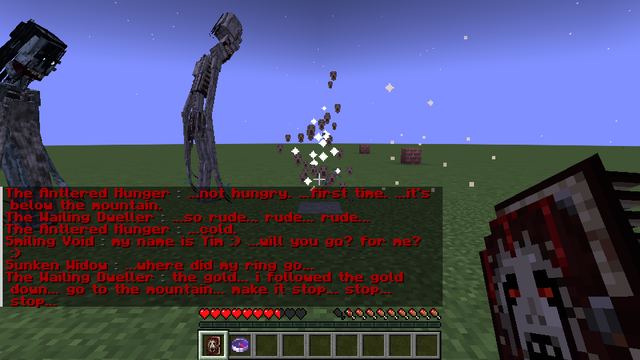 The Antlered Hunger : ...not hungry. ...first time. ...it's
below the mountain.
The Wailing Dweller : ...so rude... rude... rude...
The Antlered Hunger : ...cold.
Smiling Void : my name is Tim :) ...will you go? for me?
:)
Sunken Widow : ...where did my ring go...
The Wailing Dweller : the gold... i followed the gold
down... go to the mountain... make it stop... stop...
stop...